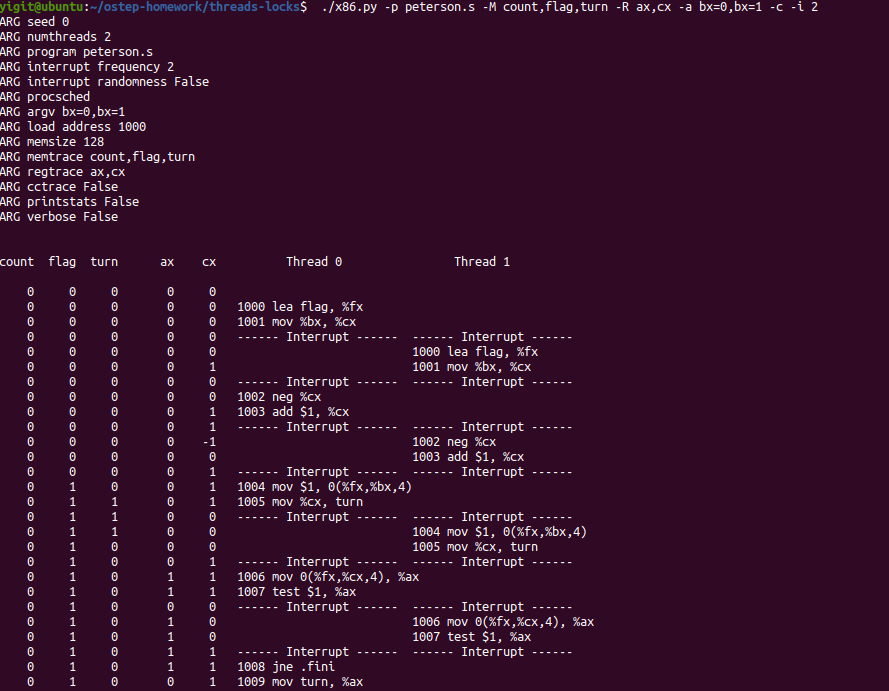 yigit@ubuntu:~/ostep-homework/threads-locks$  ./x86.py -p peterson.s -M count,flag,turn -R ax,cx -a bx=0,bx=1 -c -i 2
ARG seed 0
ARG numthreads 2
ARG program peterson.s
ARG interrupt frequency 2
ARG interrupt randomness False
ARG procsched
ARG argv bx=0,bx=1
ARG load address 1000
ARG memsize 128
ARG memtrace count,flag,turn
ARG regtrace ax,cx
ARG cctrace False
ARG printstats False
ARG verbose False
count  flag  turn      ax    cx          Thread 0                Thread 1
    0     0     0       0     0
    0     0     0       0     0   1000 lea flag, %fx
    0     0     0       0     0   1001 mov %bx, %cx
    0     0     0       0     0   ------ Interrupt ------  ------ Interrupt ------
    0     0     0       0     0                            1000 lea flag, %fx
    0     0     0       0     1                            1001 mov %bx, %cx
    0     0     0       0     0   ------ Interrupt ------  ------ Interrupt ------
    0     0     0       0     0   1002 neg %cx
    0     0     0       0     1   1003 add $1, %cx
    0     0     0       0     1   ------ Interrupt ------  ------ Interrupt ------
    0     0     0       0    -1                            1002 neg %cx
    0     0     0       0     0                            1003 add $1, %cx
    0     0     0       0     1   ------ Interrupt ------  ------ Interrupt ------
    0     1     0       0     1   1004 mov $1, 0(%fx,%bx,4)
    0     1     1       0     1   1005 mov %cx, turn
    0     1     1       0     0   ------ Interrupt ------  ------ Interrupt ------
    0     1     1       0     0                            1004 mov $1, 0(%fx,%bx,4)
    0     1     0       0     0                            1005 mov %cx, turn
    0     1     0       0     1   ------ Interrupt ------  ------ Interrupt ------
    0     1     0       1     1   1006 mov 0(%fx,%cx,4), %ax
    0     1     0       1     1   1007 test $1, %ax
    0     1     0       0     0   ------ Interrupt ------  ------ Interrupt ------
    0     1     0       1     0                            1006 mov 0(%fx,%cx,4), %ax
    0     1     0       1     0                            1007 test $1, %ax
    0     1     0       1     1   ------ Interrupt ------  ------ Interrupt ------
    0     1     0       1     1   1008 jne .fini
    0     1     0       0     1   1009 mov turn, %ax